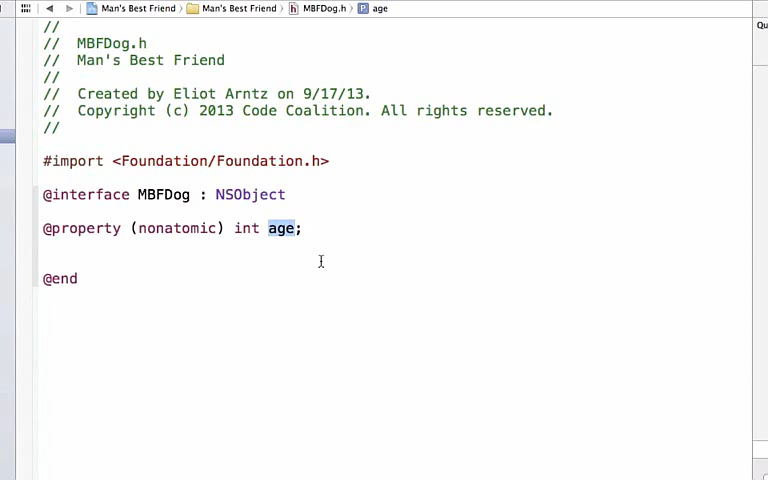 Man's Best Friend Man's Best Friend MBFDog.h P age
Qu
//
// MBFDog.h
// Man's Best Friend
//
// Created by Eliot Arntz on 9/17/13.
// Copyright (c) 2013 Code Coalition. All rights reserved.
//
#import <Foundation/Foundation.h>
@interface MBFDog : NSObject
@property (nonatomic) int age;
@end